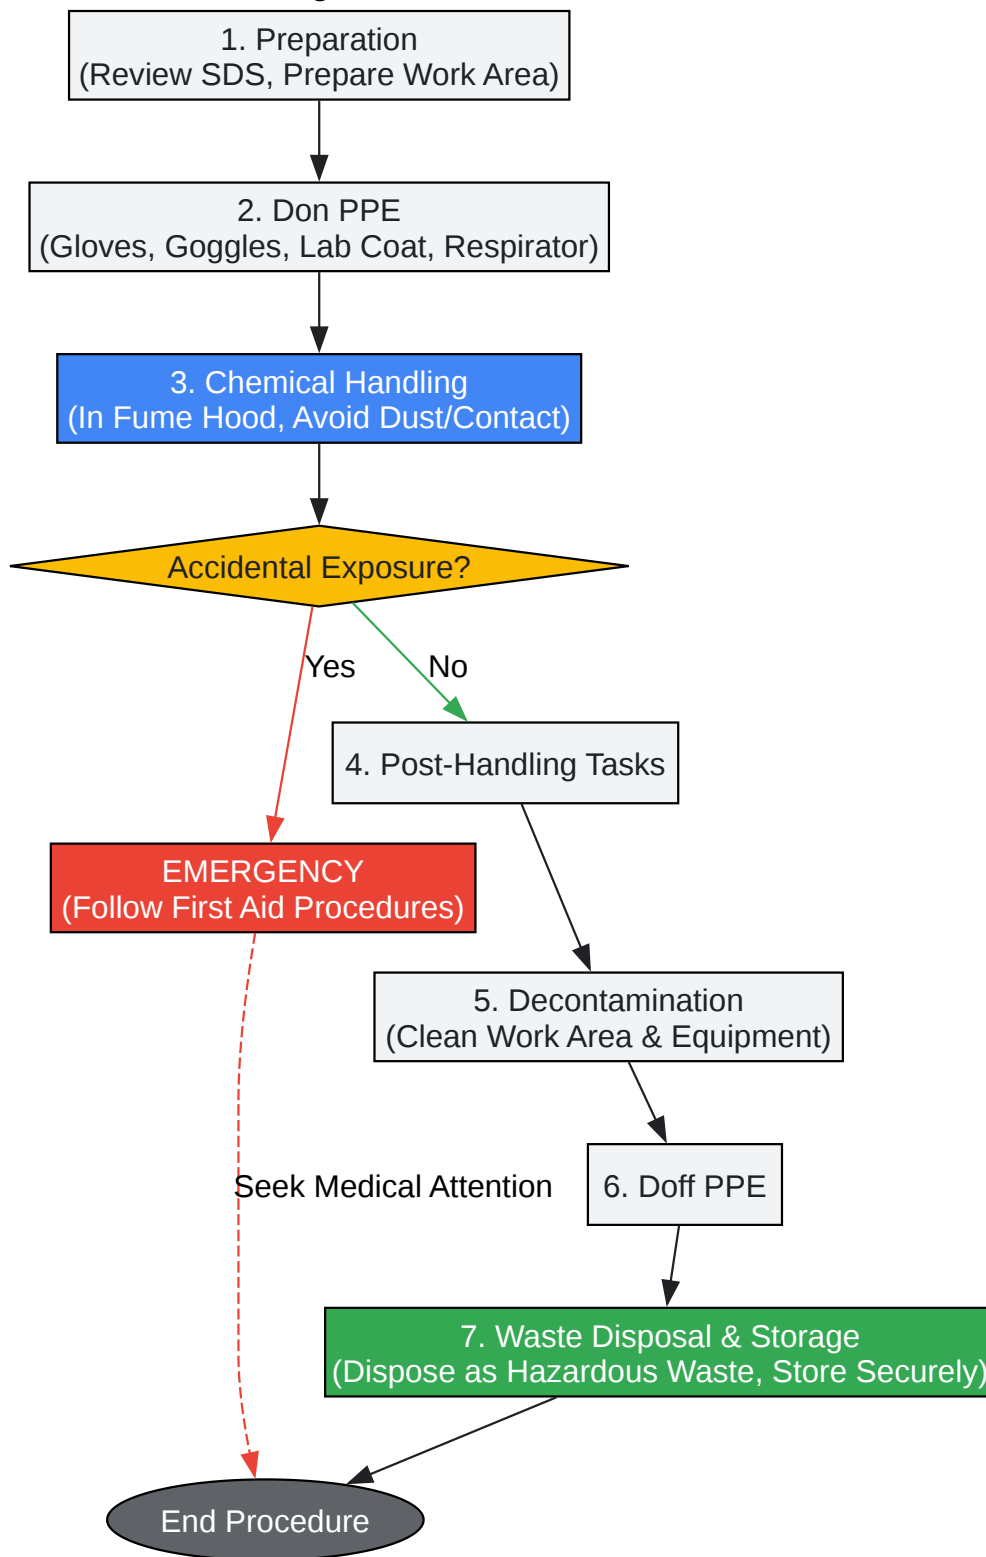 1. Preparation
(Review SDS, Prepare Work Area)
2. Don PPE
(Gloves, Goggles, Lab Coat, Respirator)
3. Chemical Handling
(In Fume Hood, Avoid Dust/Contact)
Accidental Exposure?
Yes
No
4. Post-Handling Tasks
EMERGENCY
(Follow First Aid Procedures)
5. Decontamination
(Clean Work Area & Equipment)
Seek Medical Attention
6. Doff PPE
7. Waste Disposal & Storage
(Dispose as Hazardous Waste, Store Securely)
End Procedure